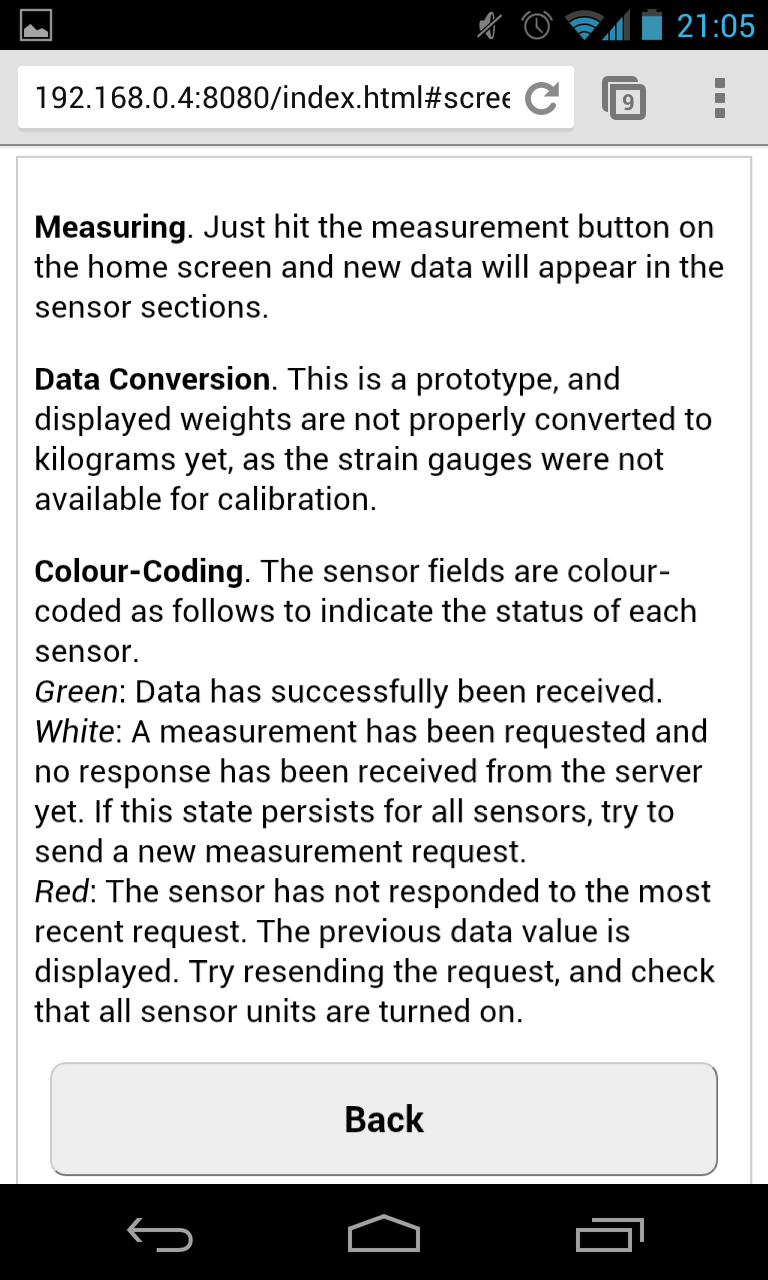 21:05
192.168.0.4:8080/index.html#scree
9
Measuring. Just hit the measurement button on
the home screen and new data will appear in the
sensor sections.
Data Conversion. This is a prototype, and
displayed weights are not properly converted to
kilograms yet, as the strain gauges were not
available for calibration.
Colour-Coding. The sensor fields are colour-
coded as follows to indicate the status of each
sensor.
Green: Data has successfully been received.
White: A measurement has been requested and
no response has been received from the server
yet. If this state persists for all sensors, try to
send a new measurement request.
Red: The sensor has not responded to the most
recent request. The previous data value is
displayed. Try resending the request, and check
that all sensor units are turned on.
Back